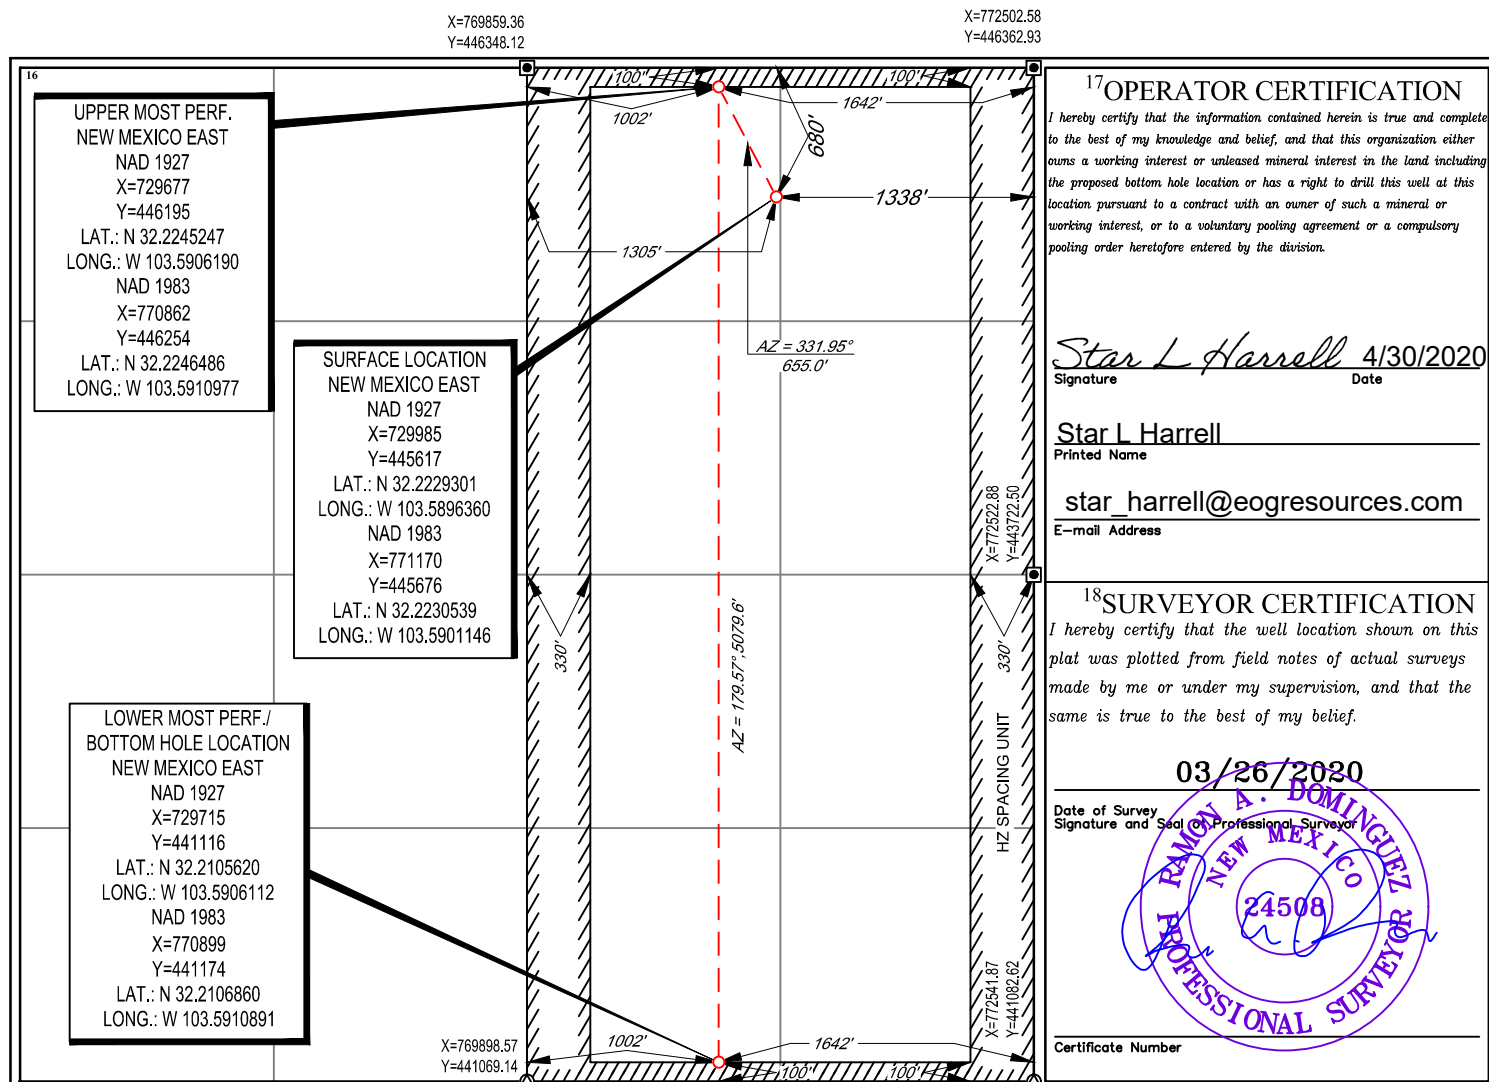 X=769859.36
Y=446348.12
X=772502.58
Y=446362.93
16
100'
100'
1002'
1642'
680'
1338'
1305'
AZ = 331.95°
655.0'
UPPER MOST PERF.
NEW MEXICO EAST
NAD 1927
X=729677
Y=446195
LAT.: N 32.2245247
LONG.: W 103.5906190
NAD 1983
X=770862
Y=446254
LAT.: N 32.2246486
LONG.: W 103.5910977
SURFACE LOCATION
NEW MEXICO EAST
NAD 1927
X=729985
Y=445617
LAT.: N 32.2229301
LONG.: W 103.5896360
NAD 1983
X=771170
Y=445676
LAT.: N 32.2230539
LONG.: W 103.5901146
X=772522.88
Y=443722.50
330'
330'
AZ = 179.57°,5079.6'
HZ SPACING UNIT
LOWER MOST PERF./
BOTTOM HOLE LOCATION
NEW MEXICO EAST
NAD 1927
X=729715
Y=441116
LAT.: N 32.2105620
LONG.: W 103.5906112
NAD 1983
X=770899
Y=441174
LAT.: N 32.2106860
LONG.: W 103.5910891
X=772541.87
Y=441082.62
X=769898.57
Y=441069.14
1002'
1642'
100'
100'
17OPERATOR CERTIFICATION
I hereby certify that the information contained herein is true and complete
to the best of my knowledge and belief, and that this organization either
owns a working interest or unleased mineral interest in the land including
the proposed bottom hole location or has a right to drill this well at this
location pursuant to a contract with an owner of such a mineral or
working interest, or to a voluntary pooling agreement or a compulsory
pooling order heretofore entered by the division.
Star L Harrell 4/30/2020
Signature Date
Star L Harrell
Printed Name
star_harrell@eogresources.com
E-mail Address
18SURVEYOR CERTIFICATION
I hereby certify that the well location shown on this
plat was plotted from field notes of actual surveys
made by me or under my supervision, and that the
same is true to the best of my belief.
03/26/2020
Date of Survey
Signature and Seal of Professional Surveyor
RAMON A. DOMINGUEZ
NEW MEXICO
24508
PROFESSIONAL SURVEYOR
Certificate Number